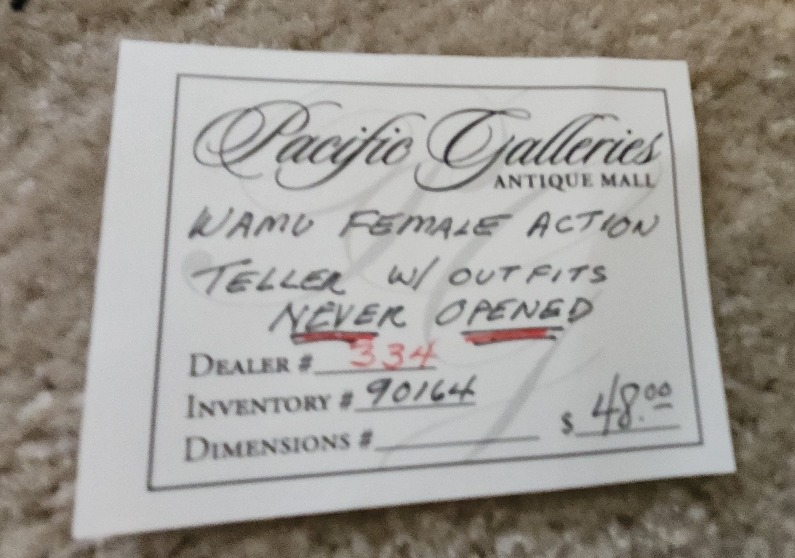 Pacific Galleries
ANTIQUE MALL
WAMU FEMALE ACTION
TELLER W/ OUTFITS
NEVER OPENED
DEALER # 334
INVENTORY # 90164
DIMENSIONS # $ 48.00